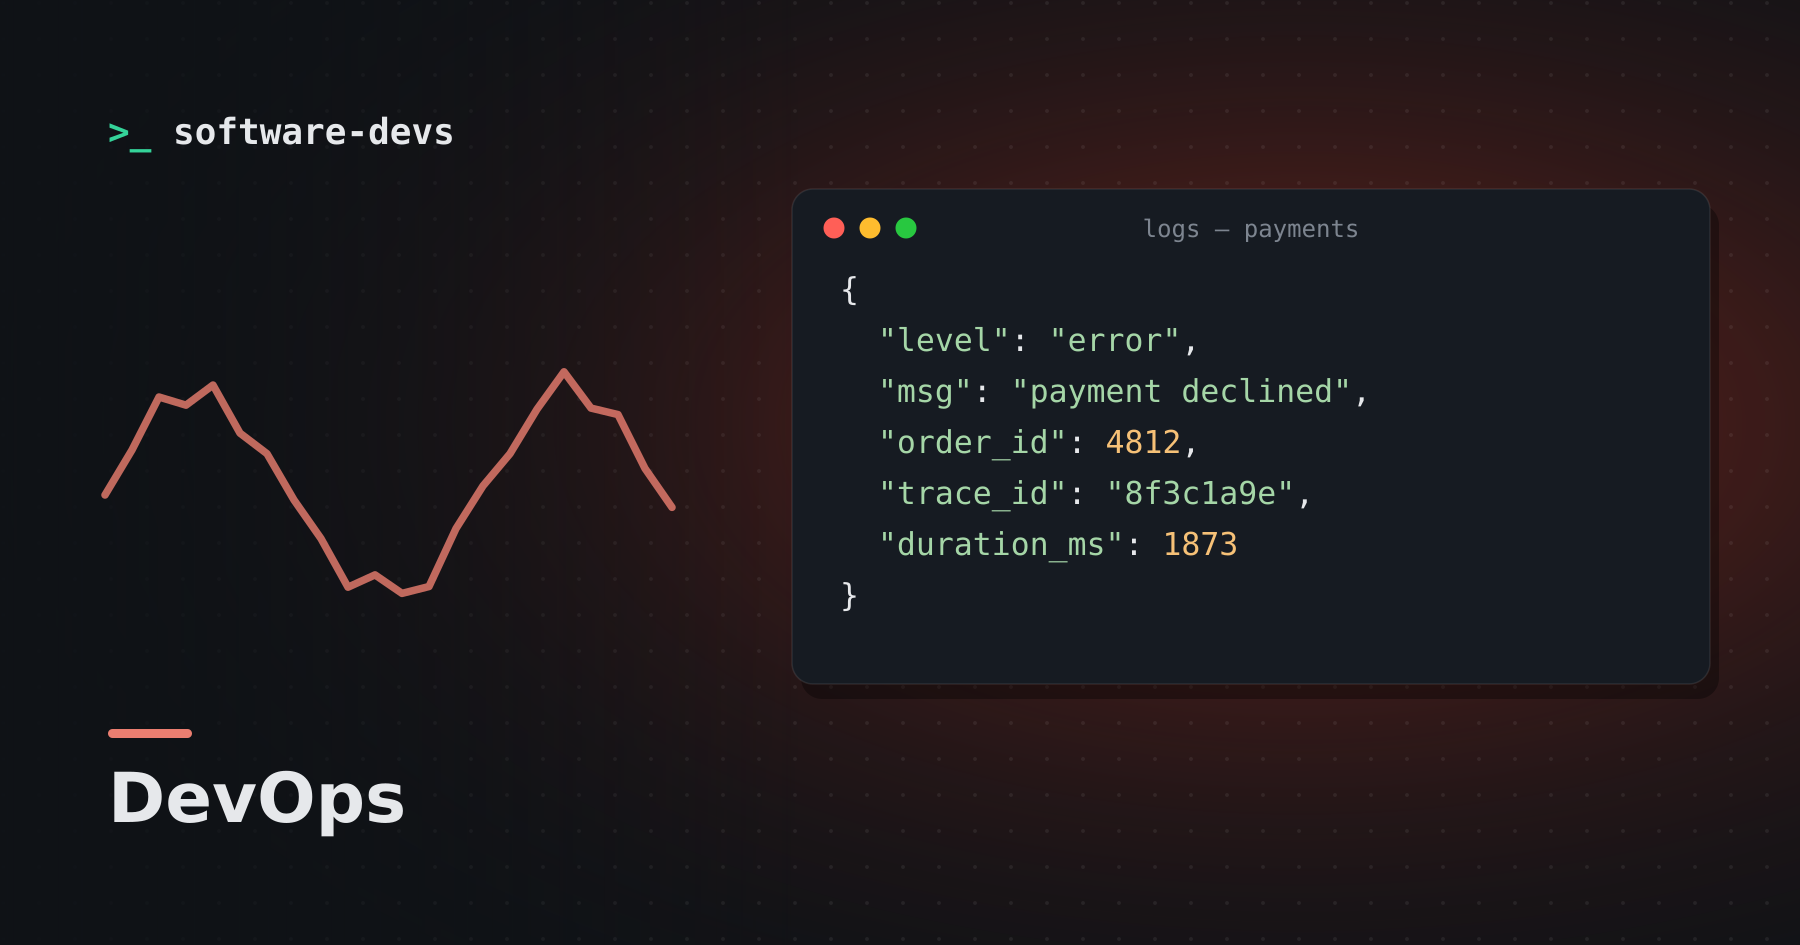 >_ software-devs
logs — payments
{
  "level": "error",
  "msg": "payment declined",
  "order_id": 4812,
  "trace_id": "8f3c1a9e",
  "duration_ms": 1873
}
DevOps